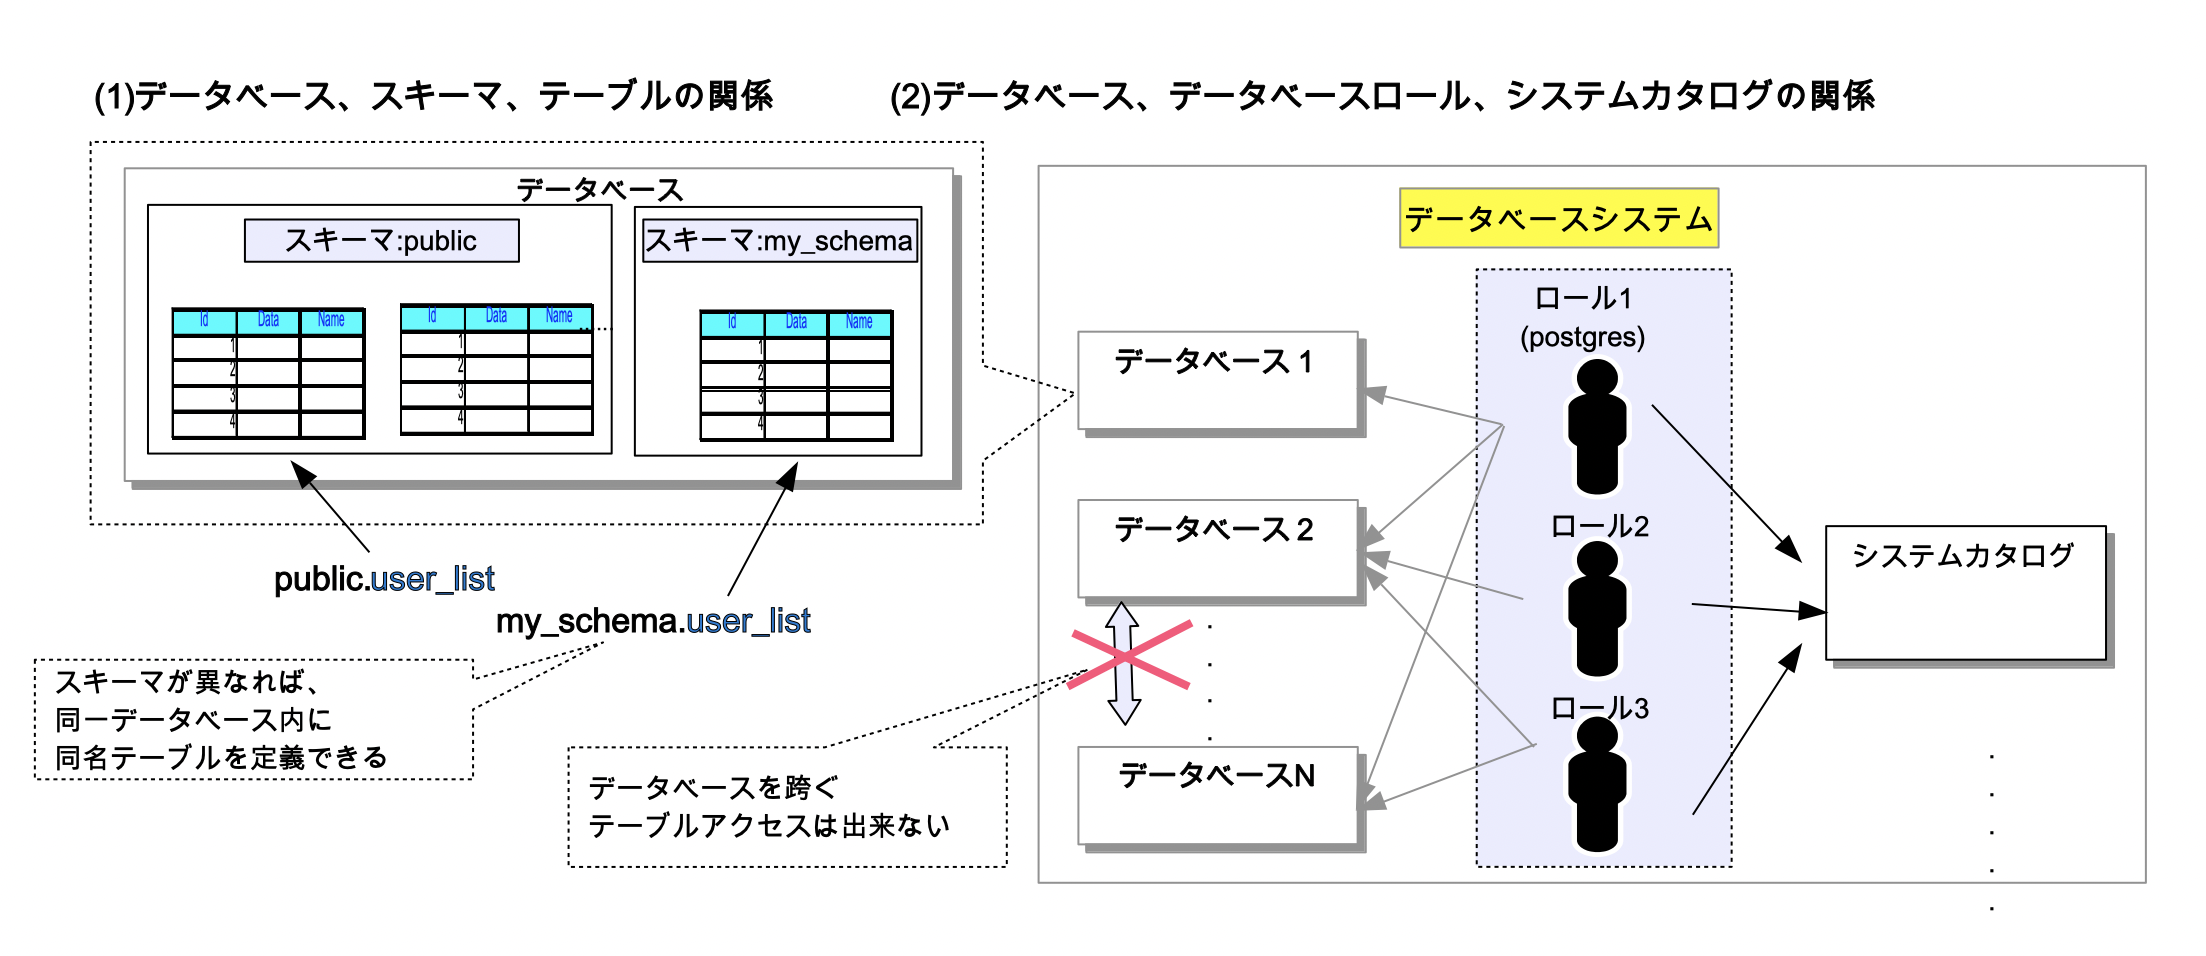 (1)データベース、スキーマ、テーブルの関係
(2)データベース、データベースロール、システムカタログの関係
データベース
スキーマ:public
スキーマ:my_schema
Id Data Name
1
2
3
4
Id Data Name
1
2
3
4
......
Id Data Name
1
2
3
4
public.user_list
my_schema.user_list
スキーマが異なれば、
同一データベース内に
同名テーブルを定義できる
データベースを跨ぐ
テーブルアクセスは出来ない
データベースシステム
データベース 1
データベース 2
データベースN
ロール1
(postgres)
ロール2
ロール3
システムカタログ